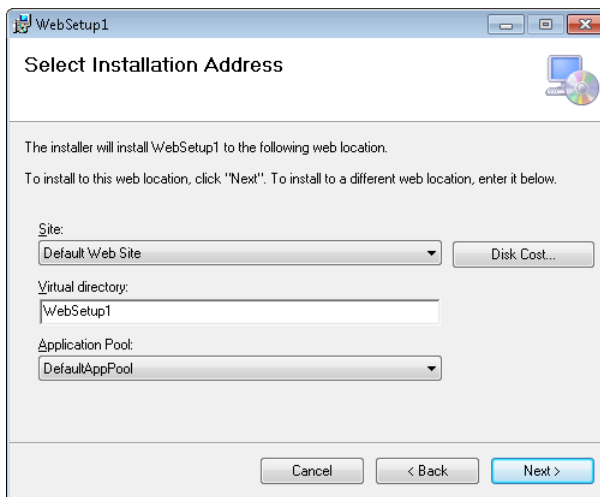 WebSetup1
Select Installation Address
The installer will install WebSetup1 to the following web location.
To install to this web location, click "Next". To install to a different web location, enter it below.
Site:
Default Web Site
Disk Cost...
Virtual directory:
WebSetup1
Application Pool:
DefaultAppPool
Cancel
< Back
Next >